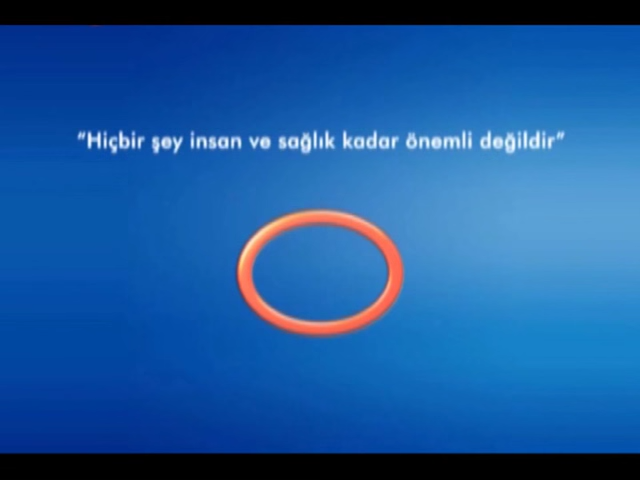 “Hiçbir şey insan ve sağlık kadar önemli değildir”